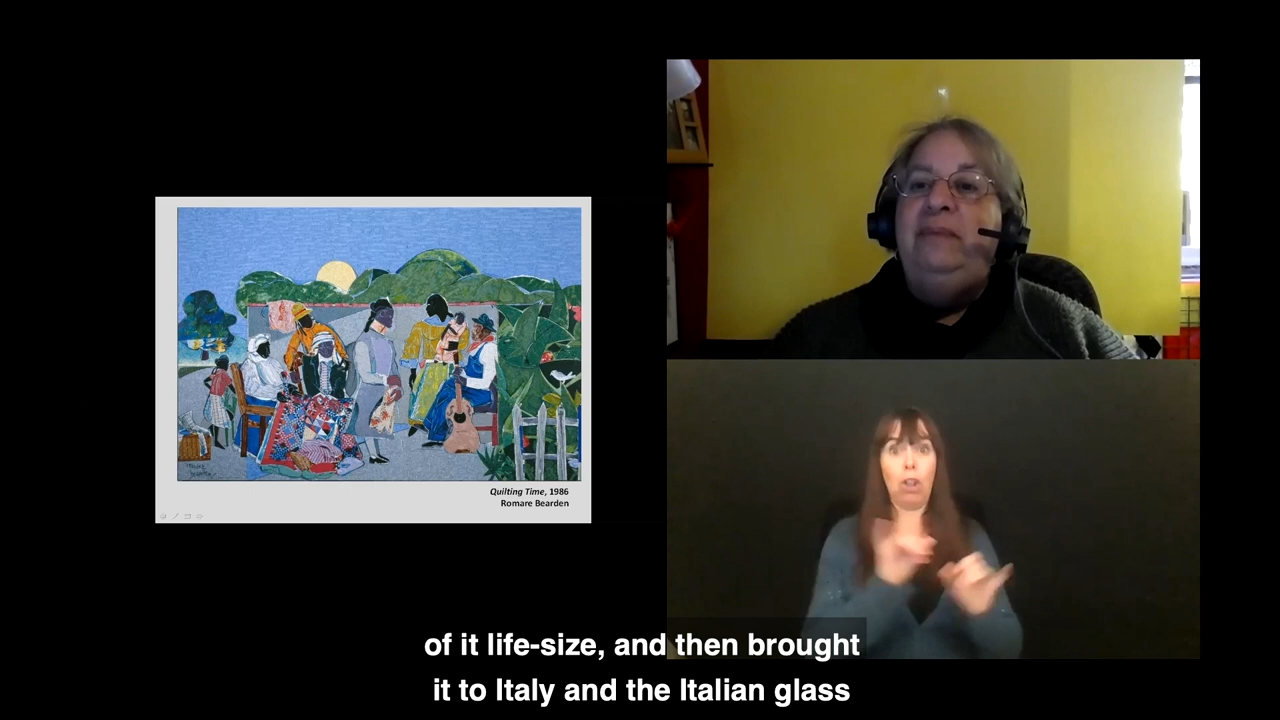 Quilting Time, 1986
Romare Bearden
of it life-size, and then brought
it to Italy and the Italian glass